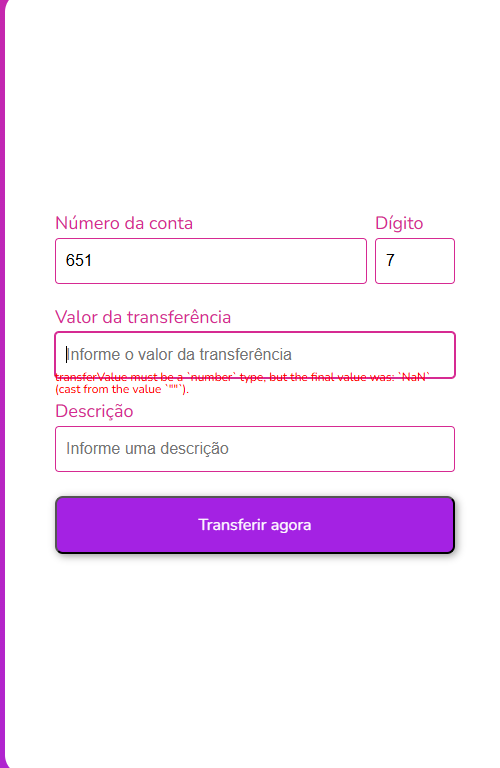 Número da conta Dígito
651 7
Valor da transferência
Informe o valor da transferência
transferValue must be a `number` type, but the final value was: `NaN`
(cast from the value `""`).
Descrição
Informe uma descrição
Transferir agora